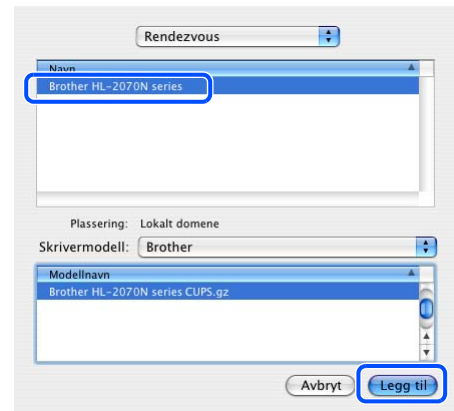 Rendezvous
Navn
Brother HL-2070N series
Plassering: Lokalt domene
Skrivermodell: Brother
Modellnavn
Brother HL-2070N series CUPS.gz
Avbryt Legg til